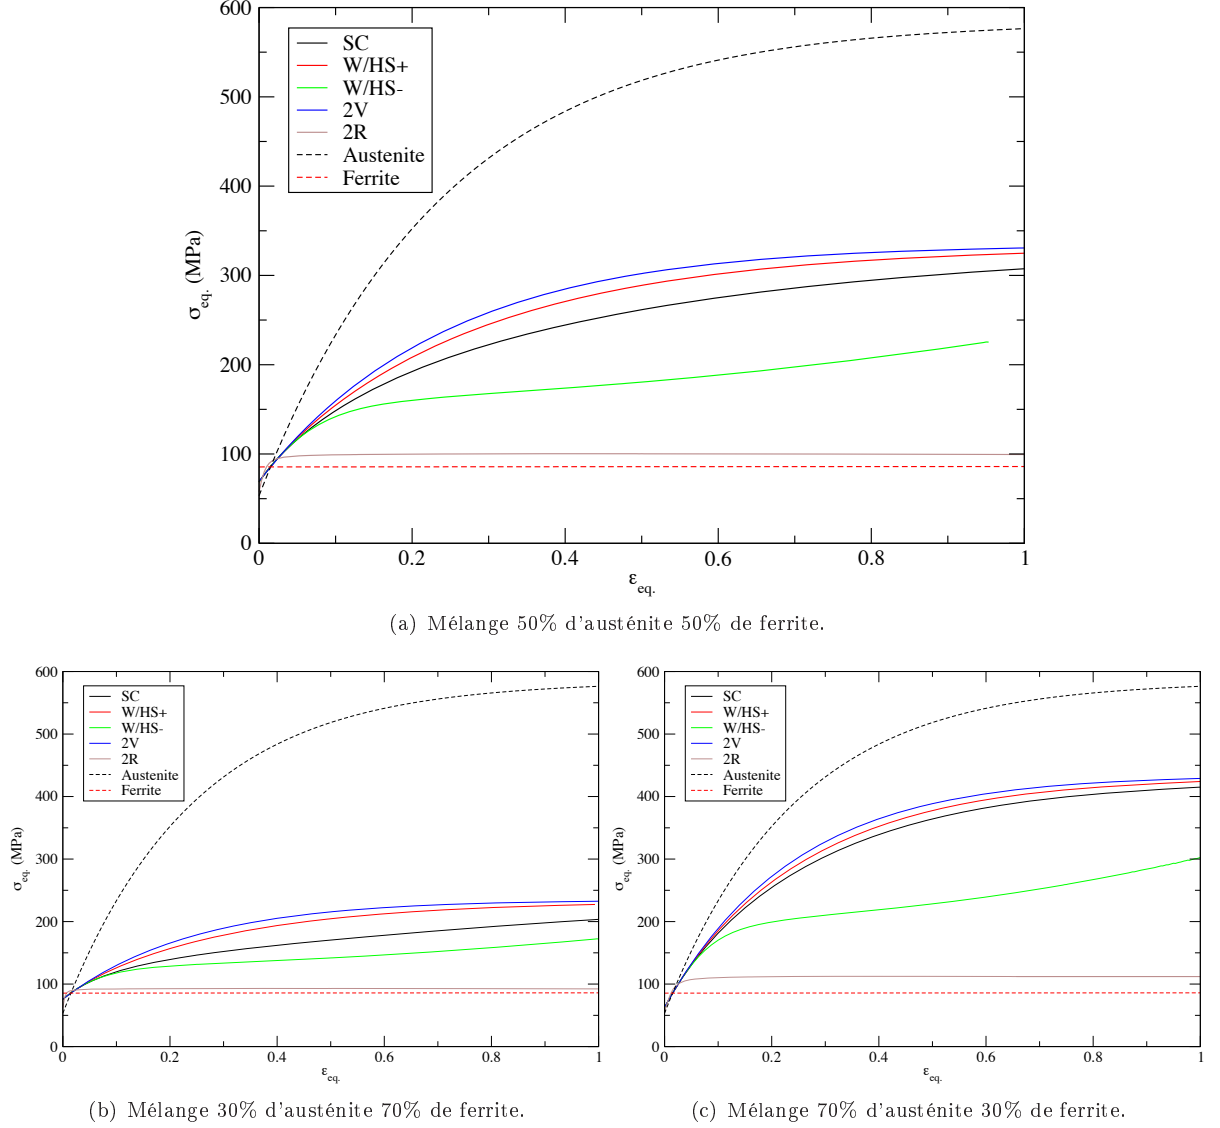 600
500
400
300
200
100
0
σeq. (MPa)
SC
W/HS+
W/HS-
2V
2R
Austenite
Ferrite
0 0.2 0.4 0.6 0.8 1
εeq.
(a) Mélange 50% d'austénite 50% de ferrite.
600
500
400
300
200
100
0
σeq. (MPa)
SC
W/HS+
W/HS-
2V
2R
Austenite
Ferrite
0 0.2 0.4 0.6 0.8 1
εeq.
(b) Mélange 30% d'austénite 70% de ferrite.
600
500
400
300
200
100
0
σeq. (MPa)
SC
W/HS+
W/HS-
2V
2R
Austenite
Ferrite
0 0.2 0.4 0.6 0.8 1
εeq.
(c) Mélange 70% d'austénite 30% de ferrite.